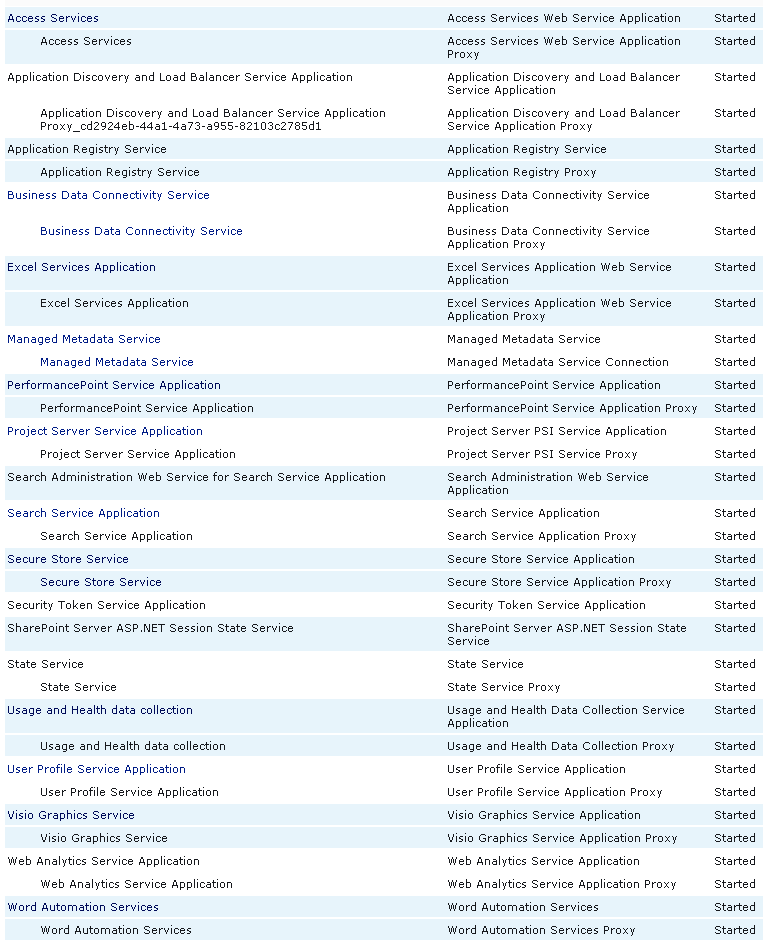 Access Services Access Services Web Service Application Started
Access Services Access Services Web Service Application Started
Proxy
Application Discovery and Load Balancer Service Application Application Discovery and Load Balancer Started
Service Application
Application Discovery and Load Balancer Service Application Application Discovery and Load Balancer Started
Proxy_cd2924eb-44a1-4a73-a955-82103c2785d1 Service Application Proxy
Application Registry Service Application Registry Service Started
Application Registry Service Application Registry Proxy Started
Business Data Connectivity Service Business Data Connectivity Service Started
Application
Business Data Connectivity Service Business Data Connectivity Service Started
Application Proxy
Excel Services Application Excel Services Application Web Service Started
Application
Excel Services Application Excel Services Application Web Service Started
Application Proxy
Managed Metadata Service Managed Metadata Service Started
Managed Metadata Service Managed Metadata Service Connection Started
PerformancePoint Service Application PerformancePoint Service Application Started
PerformancePoint Service Application PerformancePoint Service Application Proxy Started
Project Server Service Application Project Server PSI Service Application Started
Project Server Service Application Project Server PSI Service Proxy Started
Search Administration Web Service for Search Service Application Search Administration Web Service Started
Application
Search Service Application Search Service Application Started
Search Service Application Search Service Application Proxy Started
Secure Store Service Secure Store Service Application Started
Secure Store Service Secure Store Service Application Proxy Started
Security Token Service Application Security Token Service Application Started
SharePoint Server ASP.NET Session State Service SharePoint Server ASP.NET Session State Started
Service
State Service State Service Started
State Service State Service Proxy Started
Usage and Health data collection Usage and Health Data Collection Service Started
Application
Usage and Health data collection Usage and Health Data Collection Proxy Started
User Profile Service Application User Profile Service Application Started
User Profile Service Application User Profile Service Application Proxy Started
Visio Graphics Service Visio Graphics Service Application Started
Visio Graphics Service Visio Graphics Service Application Proxy Started
Web Analytics Service Application Web Analytics Service Application Started
Web Analytics Service Application Web Analytics Service Application Proxy Started
Word Automation Services Word Automation Services Started
Word Automation Services Word Automation Services Proxy Started